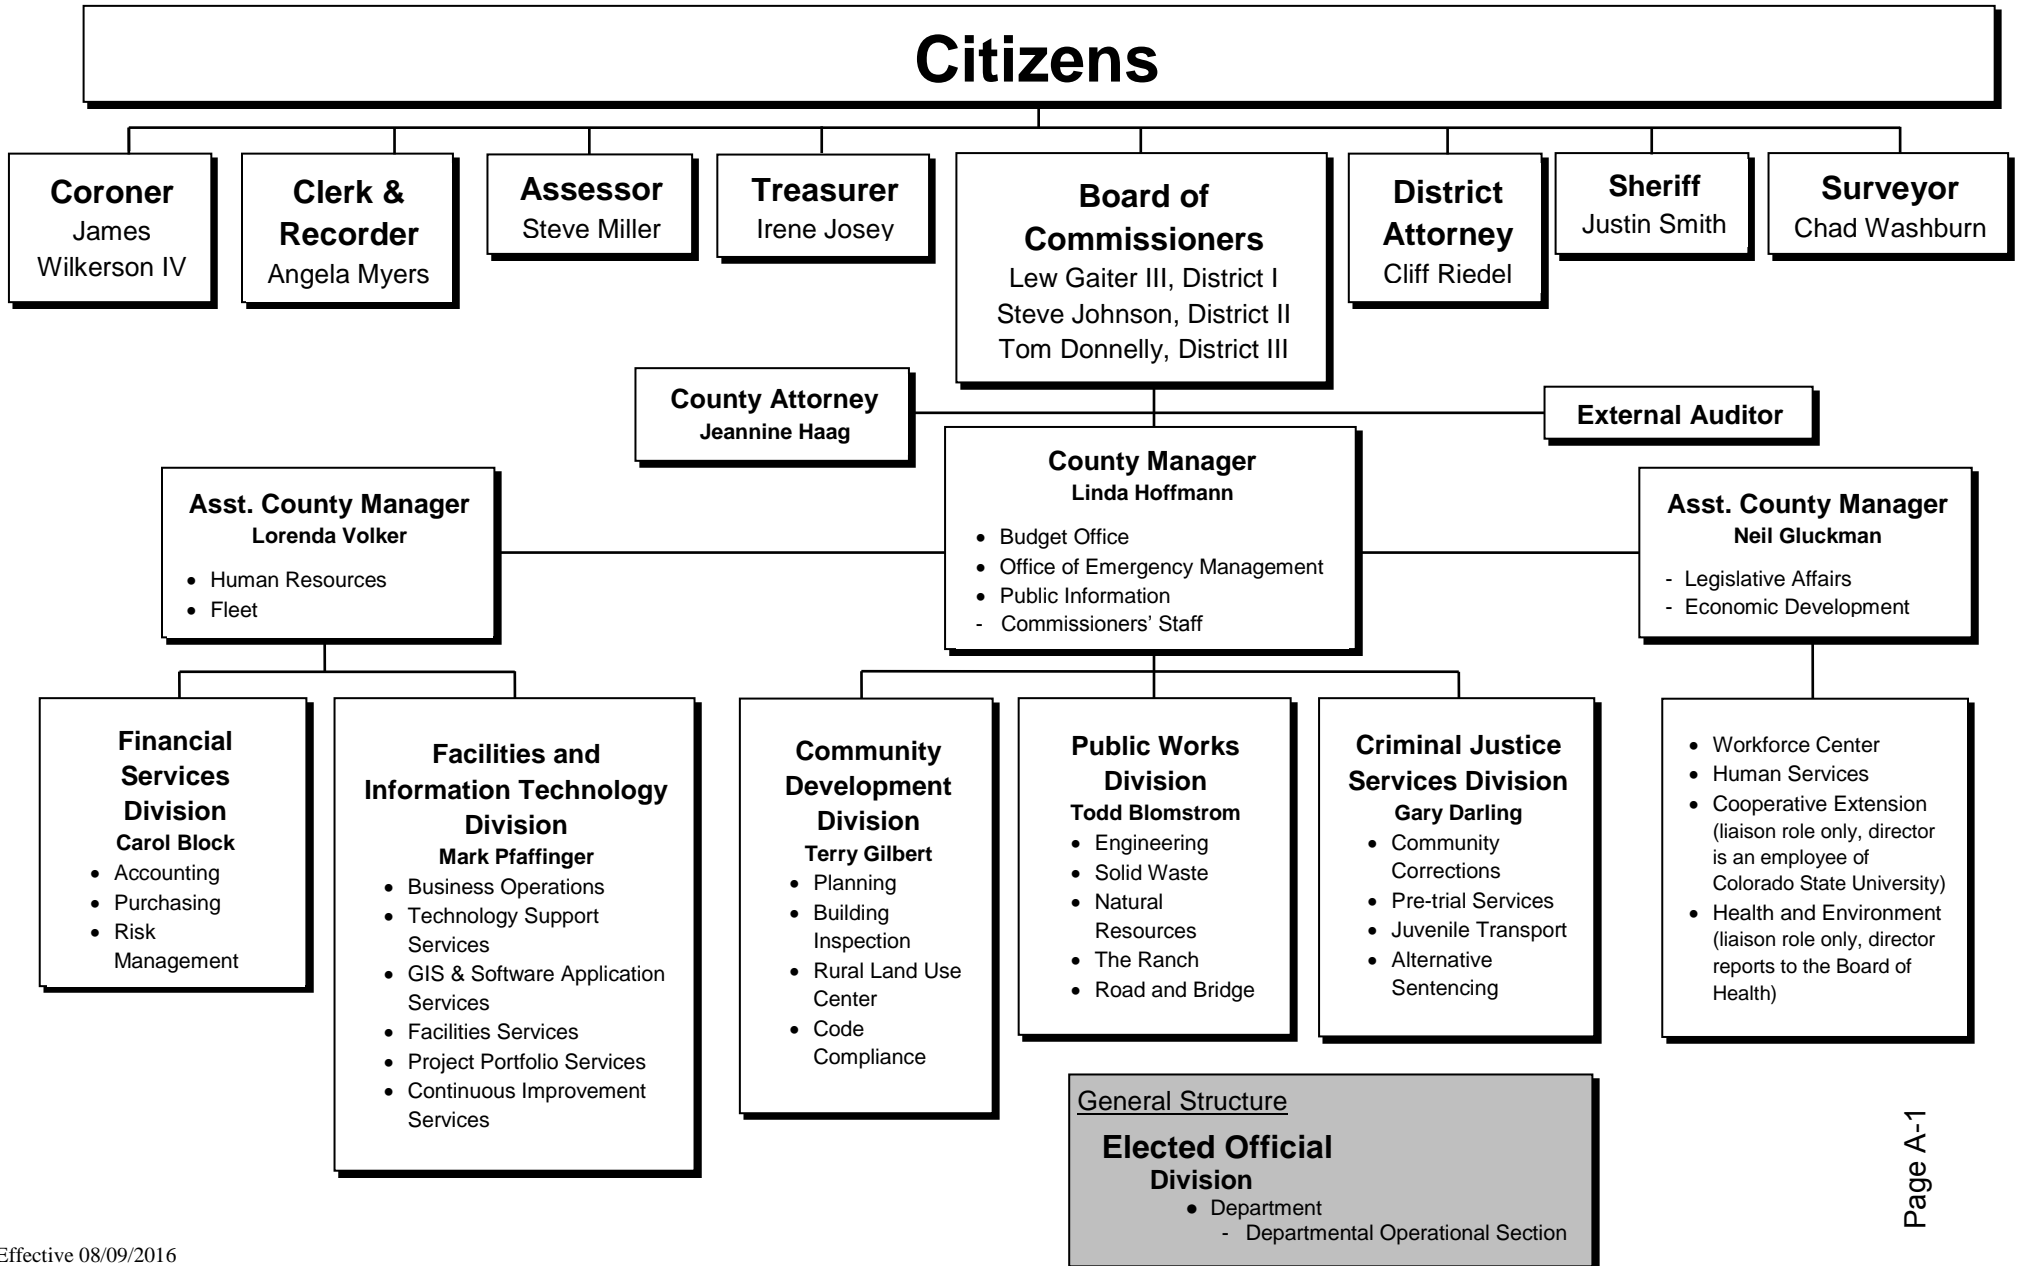 Citizens
Coroner
James
Wilkerson IV
Clerk &
Recorder
Angela Myers
Assessor
Steve Miller
Treasurer
Irene Josey
Board of
Commissioners
Lew Gaiter III, District I
Steve Johnson, District II
Tom Donnelly, District III
District
Attorney
Cliff Riedel
Sheriff
Justin Smith
Surveyor
Chad Washburn
County Attorney
Jeannine Haag
External Auditor
Asst. County Manager
Lorenda Volker
• Human Resources
• Fleet
County Manager
Linda Hoffmann
• Budget Office
• Office of Emergency Management
• Public Information
- Commissioners’ Staff
Asst. County Manager
Neil Gluckman
- Legislative Affairs
- Economic Development
Financial
Services
Division
Carol Block
• Accounting
• Purchasing
• Risk
Management
Facilities and
Information Technology
Division
Mark Pfaffinger
• Business Operations
• Technology Support
Services
• GIS & Software Application
Services
• Facilities Services
• Project Portfolio Services
• Continuous Improvement
Services
Community
Development
Division
Terry Gilbert
• Planning
• Building
Inspection
• Rural Land Use
Center
• Code
Compliance
Public Works
Division
Todd Blomstrom
• Engineering
• Solid Waste
• Natural
Resources
• The Ranch
• Road and Bridge
Criminal Justice
Services Division
Gary Darling
• Community
Corrections
• Pre-trial Services
• Juvenile Transport
• Alternative
Sentencing
• Workforce Center
• Human Services
• Cooperative Extension
(liaison role only, director
is an employee of
Colorado State University)
• Health and Environment
(liaison role only, director
reports to the Board of
Health)
General Structure
Elected Official
Division
• Department
- Departmental Operational Section
Page A-1
Effective 08/09/2016